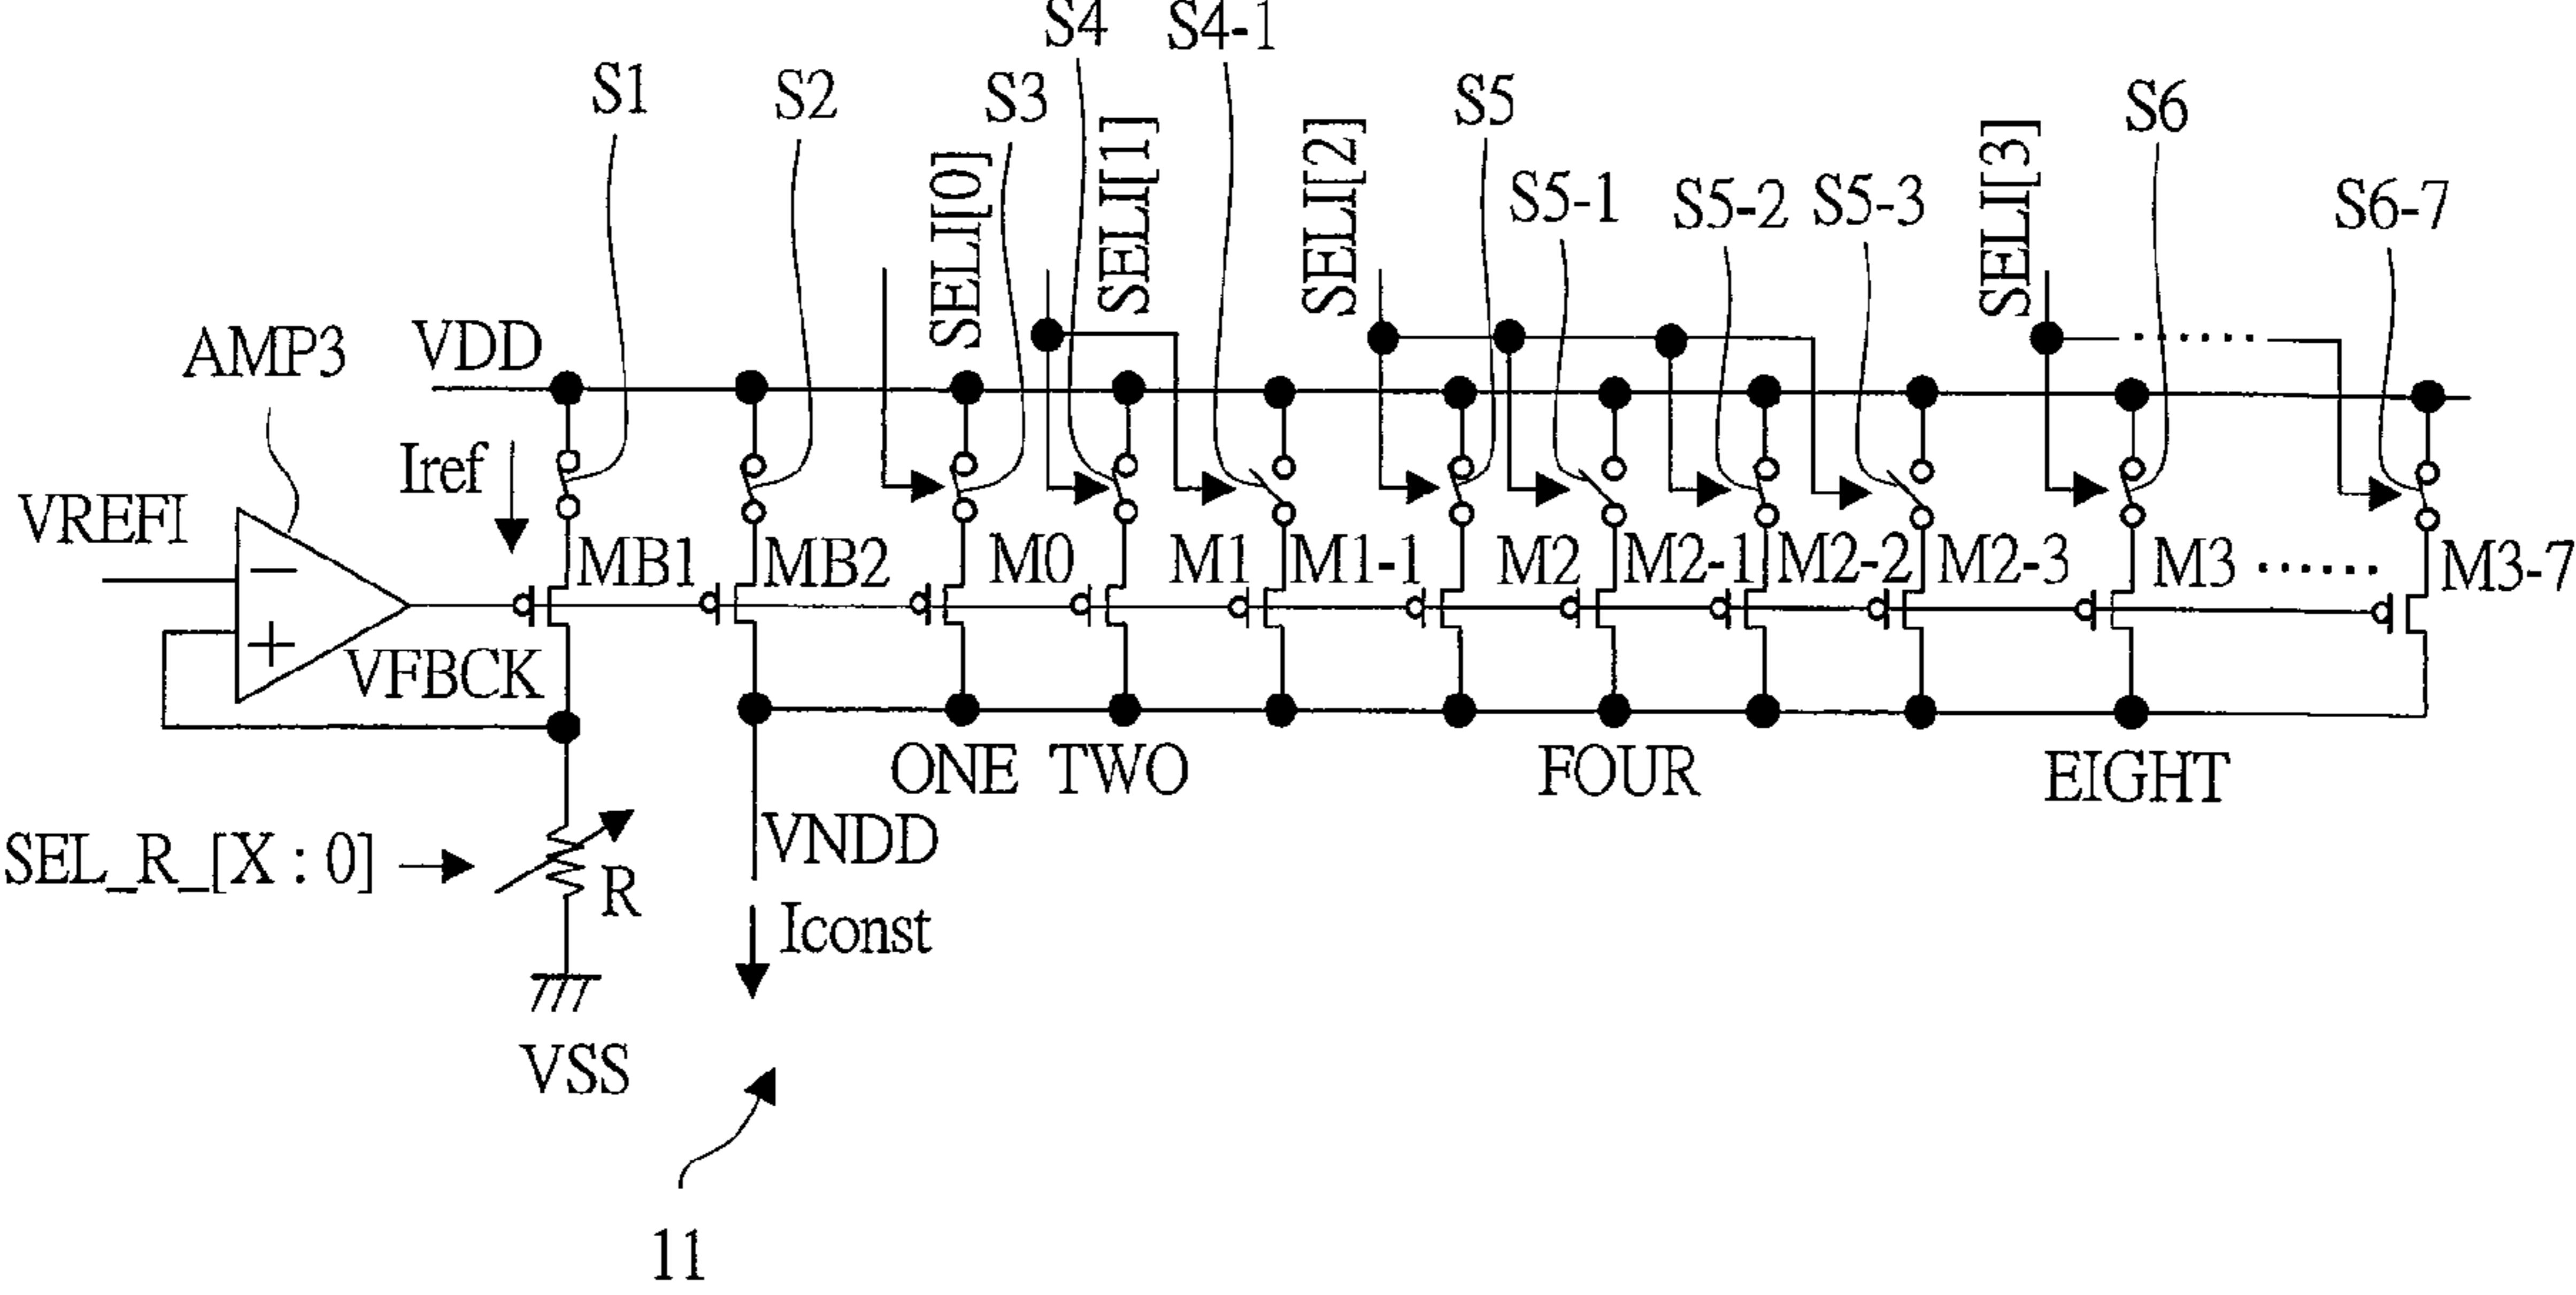 S4 S4-1
S1 S2 S3 S5 S6
SELI[0] SELI[1] SELI[2] SELI[3]
S5-1 S5-2 S5-3 S6-7
AMP3 VDD
Iref
VREFI
MB1 MB2 M0 M1 M1-1 M2 M2-1 M2-2 M2-3 M3 ...... M3-7
−
+
VFBCK
ONE TWO FOUR EIGHT
VNDD
SEL_R_[X : 0] R
Iconst
VSS
11